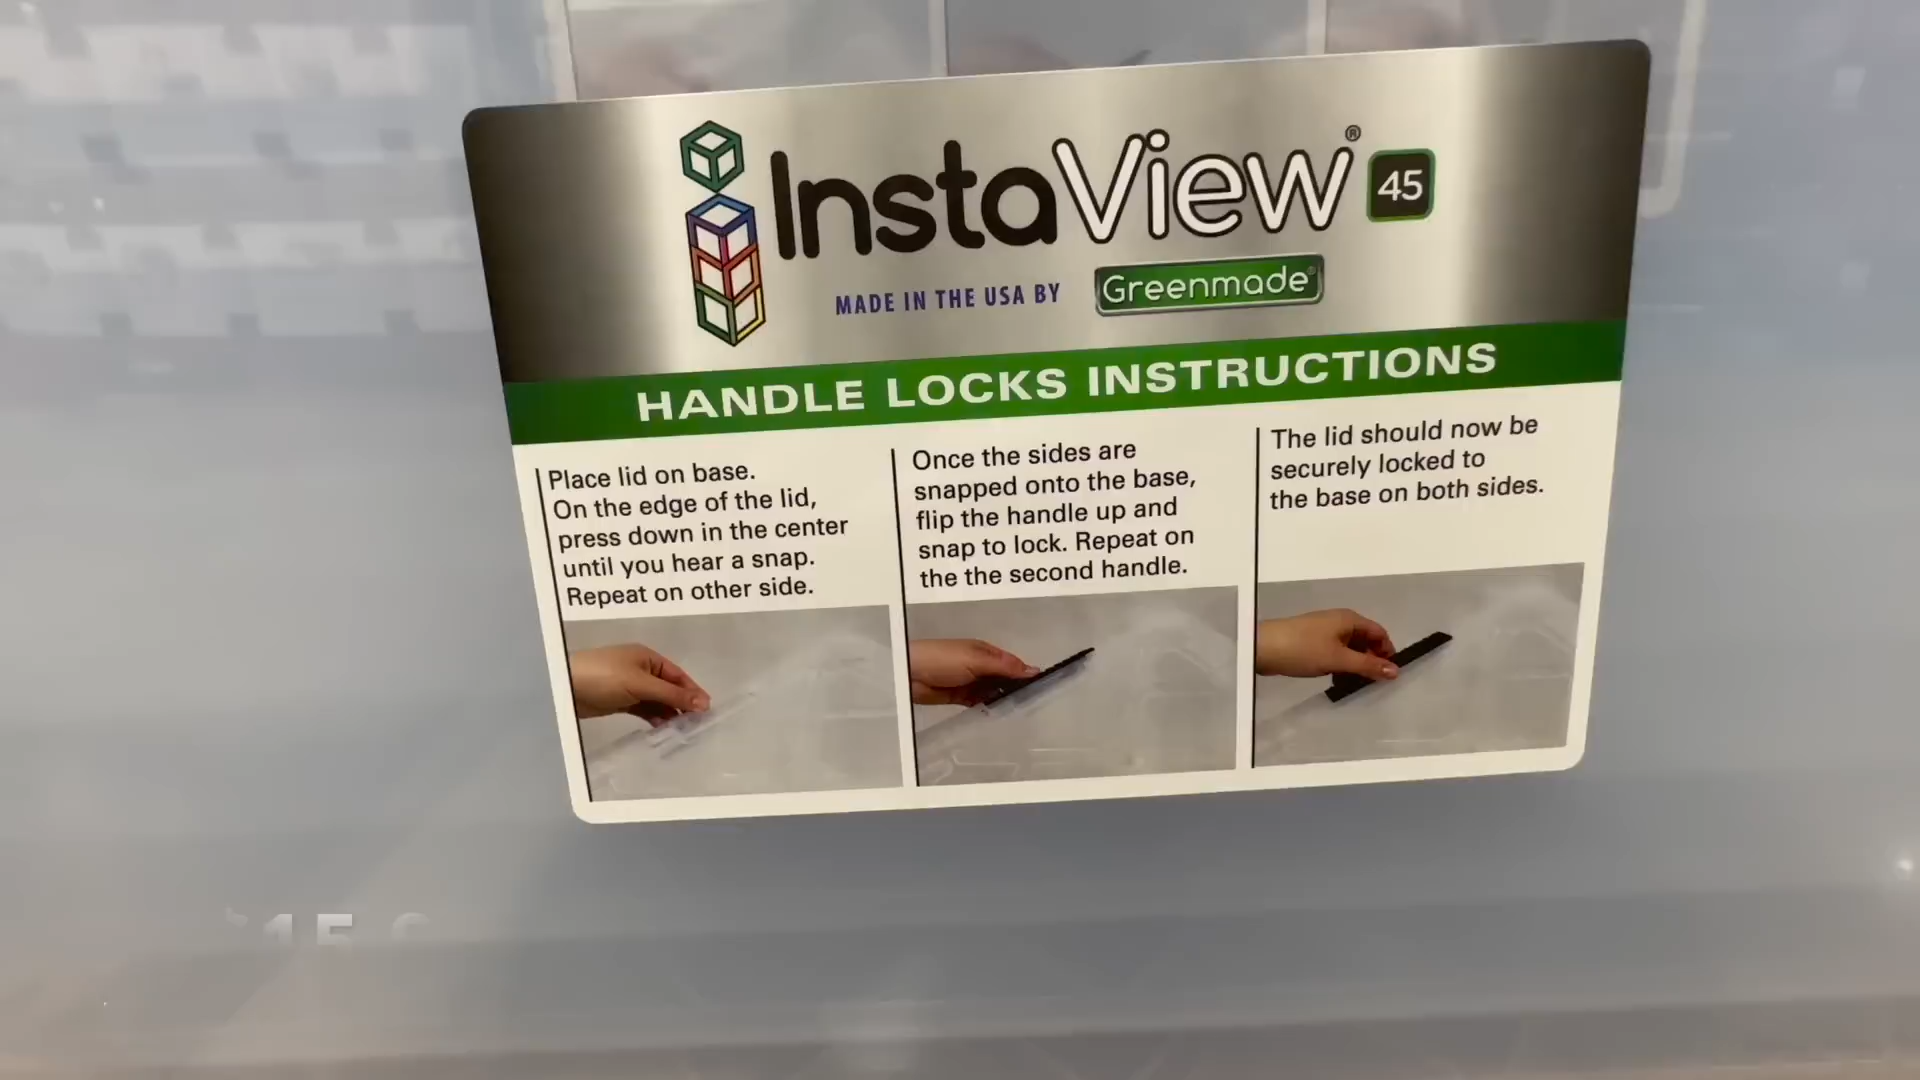 InstaView® 45
MADE IN THE USA BY Greenmade®
HANDLE LOCKS INSTRUCTIONS
Place lid on base.
On the edge of the lid,
press down in the center
until you hear a snap.
Repeat on other side.
Once the sides are
snapped onto the base,
flip the handle up and
snap to lock. Repeat on
the the second handle.
The lid should now be
securely locked to
the base on both sides.